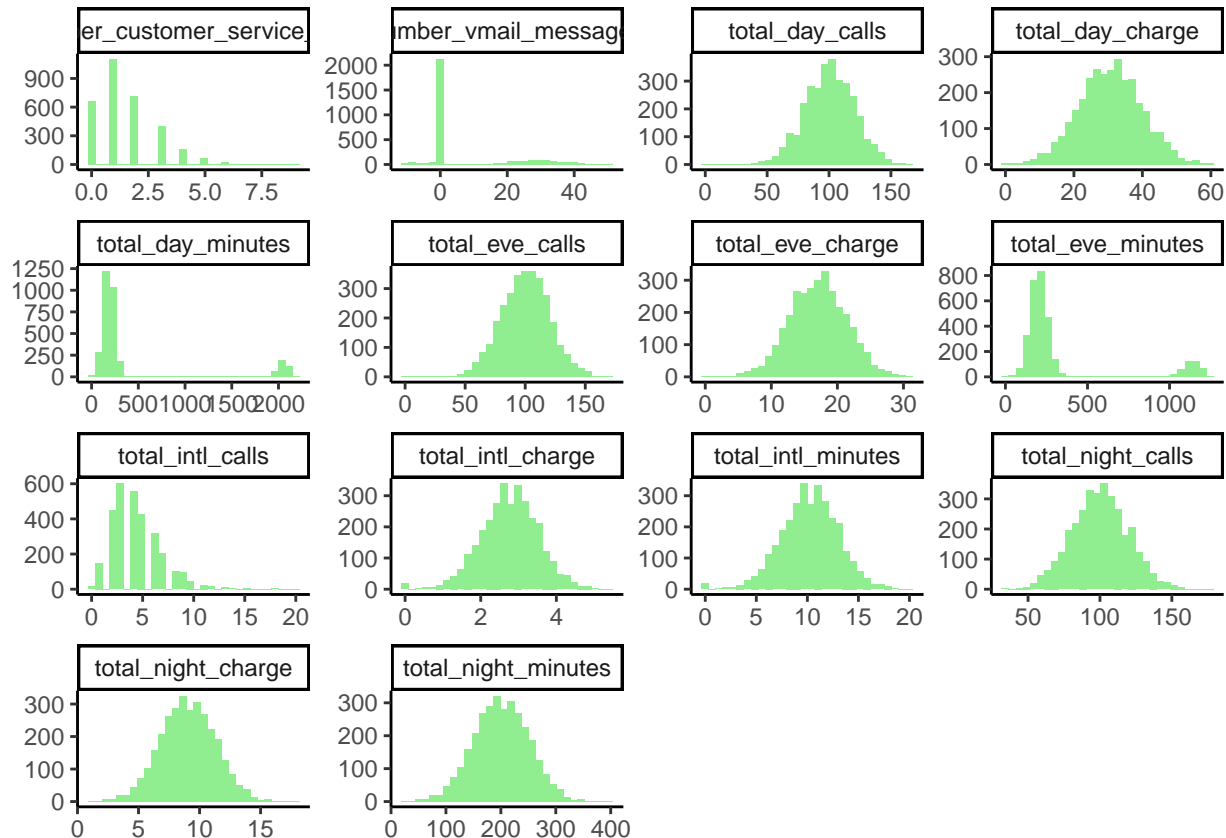 er_customer_service_
umber_vmail_message
total_day_calls
total_day_charge
900
600
300
0
0.0 2.5 5.0 7.5
2000
1500
1000
500
0
0 20 40
300
200
100
0
0 50 100 150
300
200
100
0
0 20 40 60
total_day_minutes
total_eve_calls
total_eve_charge
total_eve_minutes
1250
1000
750
500
250
0
0 500 1000 1500 2000
300
200
100
0
0 50 100 150
300
200
100
0
0 10 20 30
800
600
400
200
0
0 500 1000
total_intl_calls
total_intl_charge
total_intl_minutes
total_night_calls
600
400
200
0
0 5 10 15 20
300
200
100
0
0 2 4
300
200
100
0
0 5 10 15 20
300
200
100
0
50 100 150
total_night_charge
total_night_minutes
300
200
100
0
0 5 10 15
300
200
100
0
0 100 200 300 400